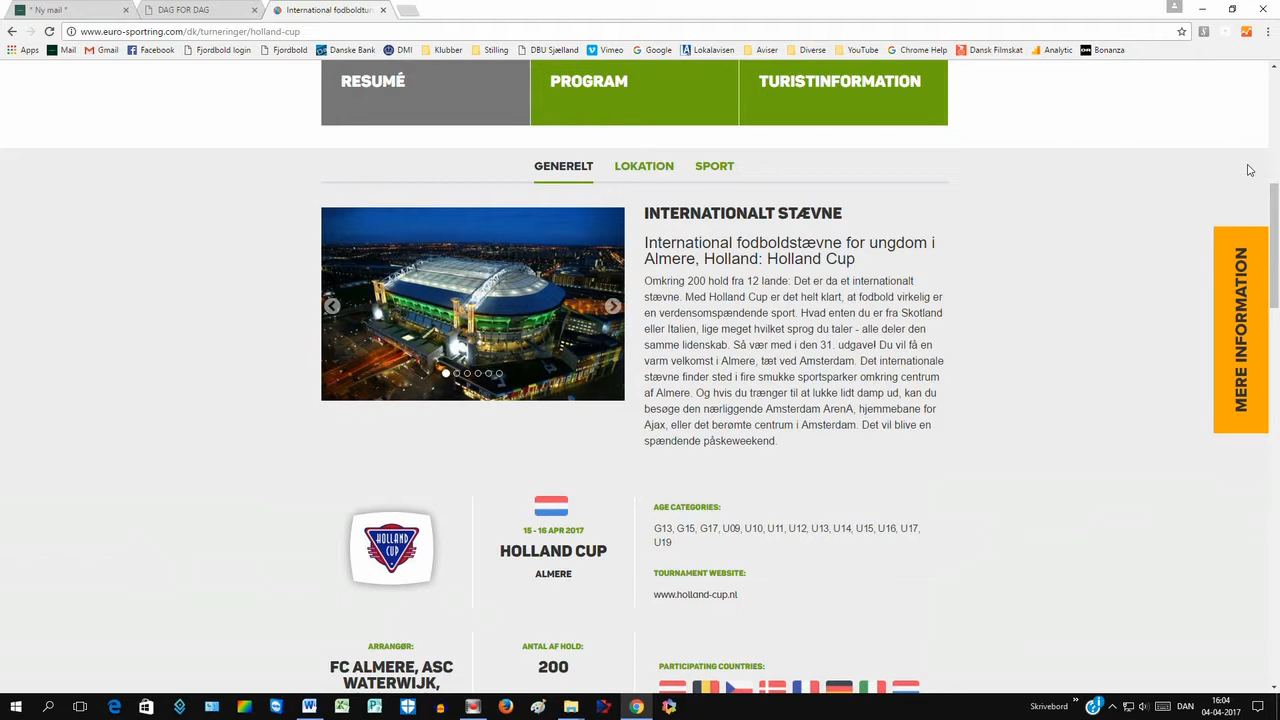 * Ny mail *
DAG FOR DAG
International fodboldtur
www.euro-sportring.com/dk/turneringer/holland-cup
Apps Mail Gmail Facebook Fjordbold login Fjordbold Danske Bank DMI Klubber Stilling DBU Sjælland Vimeo Google Lokalavisen Aviser Diverse YouTube Chrome Help Dansk Filmskat Analytic Bonanza
RESUMÉ PROGRAM TURISTINFORMATION
GENERELT LOKATION SPORT
INTERNATIONALT STÆVNE
International fodboldstævne for ungdom i
Almere, Holland: Holland Cup
Omkring 200 hold fra 12 lande: Det er da et internationalt
stævne. Med Holland Cup er det helt klart, at fodbold virkelig er
en verdensomspændende sport. Hvad enten du er fra Skotland
eller Italien, lige meget hvilket sprog du taler - alle deler den
samme lidenskab. Så vær med i den 31. udgave! Du vil få en
varm velkomst i Almere, tæt ved Amsterdam. Det internationale
stævne finder sted i fire smukke sportsparker omkring centrum
af Almere. Og hvis du trænger til at lukke lidt damp ud, kan du
besøge den nærliggende Amsterdam ArenA, hjemmebane for
Ajax, eller det berømte centrum i Amsterdam. Det vil blive en
spændende påskeweekend.
MERE INFORMATION
HOLLAND
CUP
15 - 16 APR 2017
HOLLAND CUP
ALMERE
AGE CATEGORIES:
G13, G15, G17, U09, U10, U11, U12, U13, U14, U15, U16, U17,
U19
TOURNAMENT WEBSITE:
www.holland-cup.nl
ARRANGØR:
FC ALMERE, ASC
WATERWIJK,
ANTAL AF HOLD:
200
PARTICIPATING COUNTRIES:
Skrivebord
DAN
16:04
04-04-2017